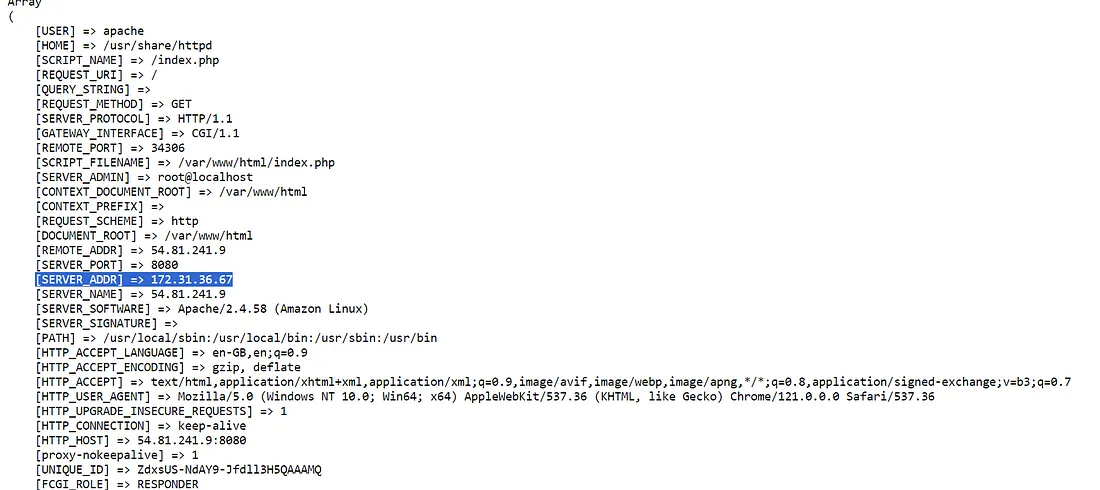 Array
(
[USER] => apache
[HOME] => /usr/share/httpd
[SCRIPT_NAME] => /index.php
[REQUEST_URI] => /
[QUERY_STRING] =>
[REQUEST_METHOD] => GET
[SERVER_PROTOCOL] => HTTP/1.1
[GATEWAY_INTERFACE] => CGI/1.1
[REMOTE_PORT] => 34306
[SCRIPT_FILENAME] => /var/www/html/index.php
[SERVER_ADMIN] => root@localhost
[CONTEXT_DOCUMENT_ROOT] => /var/www/html
[CONTEXT_PREFIX] =>
[REQUEST_SCHEME] => http
[DOCUMENT_ROOT] => /var/www/html
[REMOTE_ADDR] => 54.81.241.9
[SERVER_PORT] => 8080
[SERVER_ADDR] => 172.31.36.67
[SERVER_NAME] => 54.81.241.9
[SERVER_SOFTWARE] => Apache/2.4.58 (Amazon Linux)
[SERVER_SIGNATURE] =>
[PATH] => /usr/local/sbin:/usr/local/bin:/usr/sbin:/usr/bin
[HTTP_ACCEPT_LANGUAGE] => en-GB,en;q=0.9
[HTTP_ACCEPT_ENCODING] => gzip, deflate
[HTTP_ACCEPT] => text/html,application/xhtml+xml,application/xml;q=0.9,image/avif,image/webp,image/apng,*/*;q=0.8,application/signed-exchange;v=b3;q=0.7
[HTTP_USER_AGENT] => Mozilla/5.0 (Windows NT 10.0; Win64; x64) AppleWebKit/537.36 (KHTML, like Gecko) Chrome/121.0.0.0 Safari/537.36
[HTTP_UPGRADE_INSECURE_REQUESTS] => 1
[HTTP_CONNECTION] => keep-alive
[HTTP_HOST] => 54.81.241.9:8080
[proxy-nokeepalive] => 1
[UNIQUE_ID] => ZdxsUS-NdAY9-Jfdll3H5QAAAMQ
[FCGI_ROLE] => RESPONDER